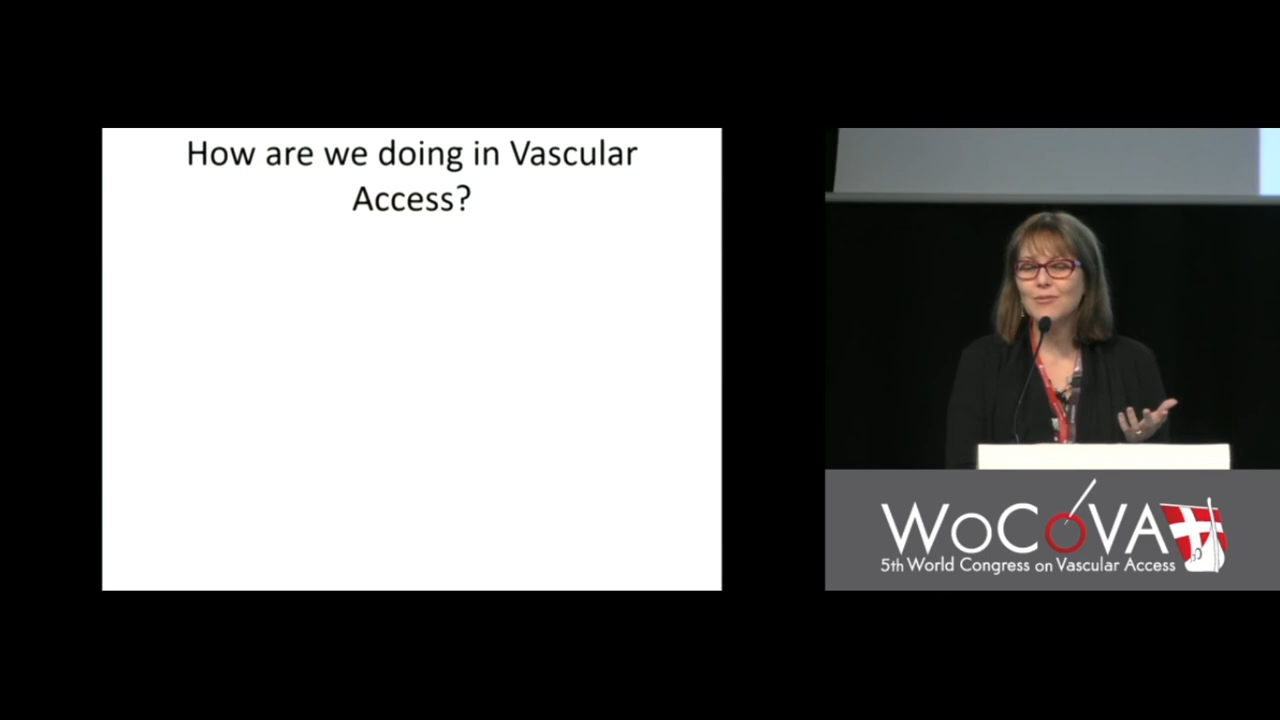 How are we doing in Vascular
Access?
WoCoVA
5th World Congress on Vascular Access